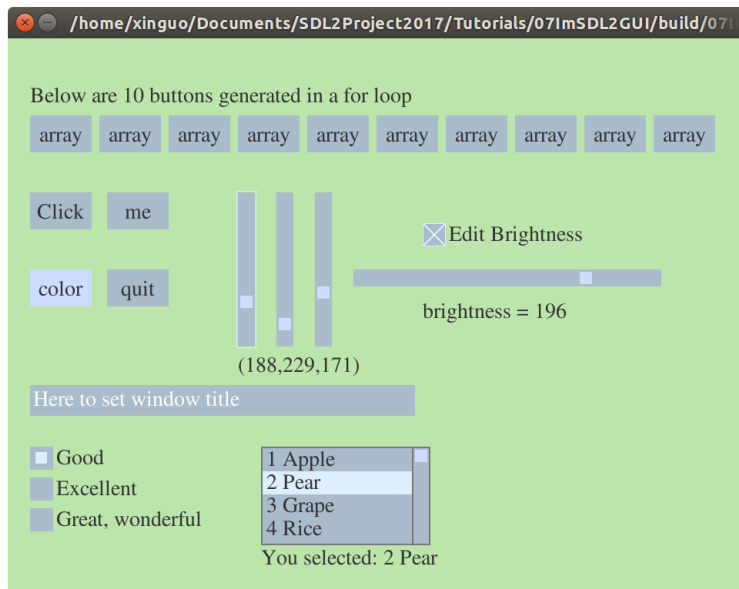 /home/xinguo/Documents/SDL2Project2017/Tutorials/07ImSDL2GUI/build/07I
Below are 10 buttons generated in a for loop
array array array array array array array array array array
Click me
Edit Brightness
color quit
brightness = 196
(188,229,171)
Here to set window title
Good
Excellent
Great, wonderful
1 Apple
2 Pear
3 Grape
4 Rice
You selected: 2 Pear